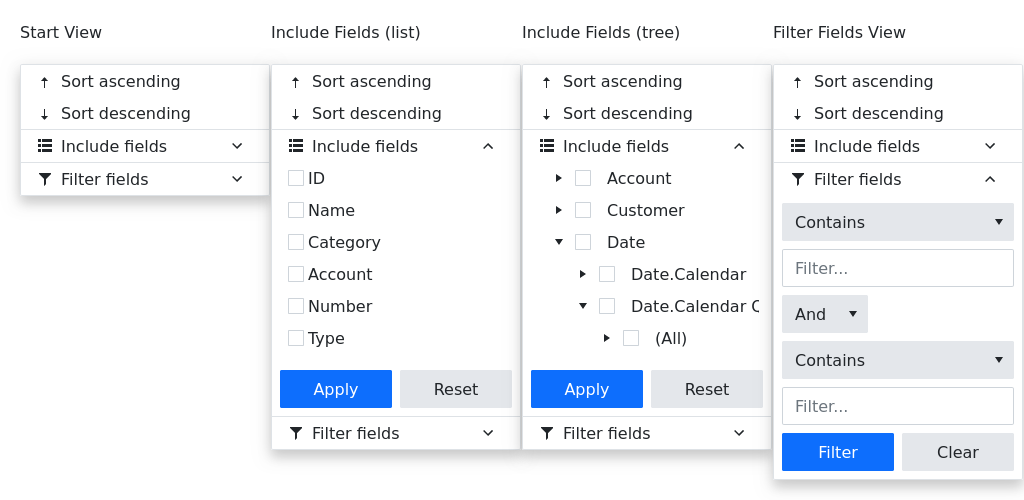 Start View
Sort ascending
Sort descending
Include fields
Filter fields
Include Fields (list)
Sort ascending
Sort descending
Include fields
ID
Name
Category
Account
Number
Type
Apply
Reset
Filter fields
Include Fields (tree)
Sort ascending
Sort descending
Include fields
Account
Customer
Date
Date.Calendar
Date.Calendar
(All)
Apply
Reset
Filter fields
Filter Fields View
Sort ascending
Sort descending
Include fields
Filter fields
Contains
Filter...
And
Contains
Filter...
Filter
Clear